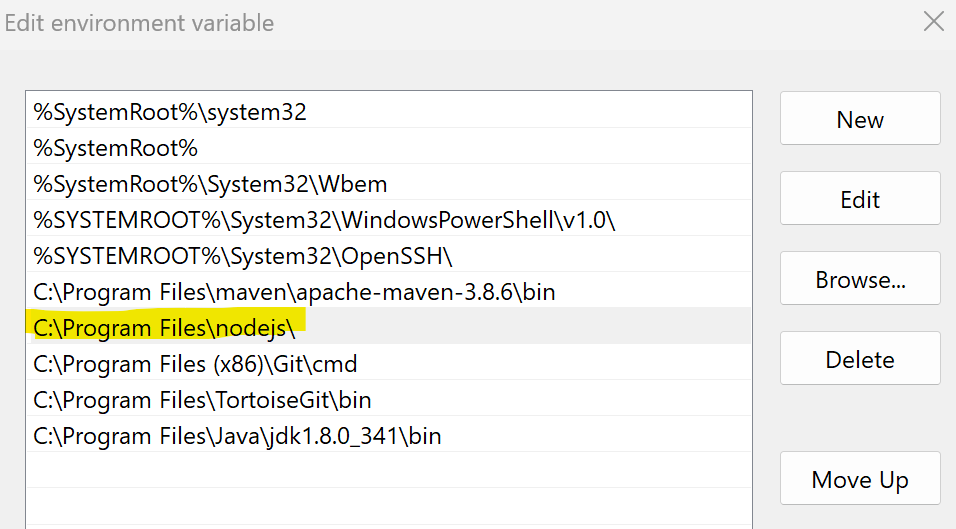 Edit environment variable
%SystemRoot%\system32
%SystemRoot%
%SystemRoot%\System32\Wbem
%SYSTEMROOT%\System32\WindowsPowerShell\v1.0\
%SYSTEMROOT%\System32\OpenSSH\
C:\Program Files\maven\apache-maven-3.8.6\bin
C:\Program Files\nodejs\
C:\Program Files (x86)\Git\cmd
C:\Program Files\TortoiseGit\bin
C:\Program Files\Java\jdk1.8.0_341\bin
New
Edit
Browse...
Delete
Move Up